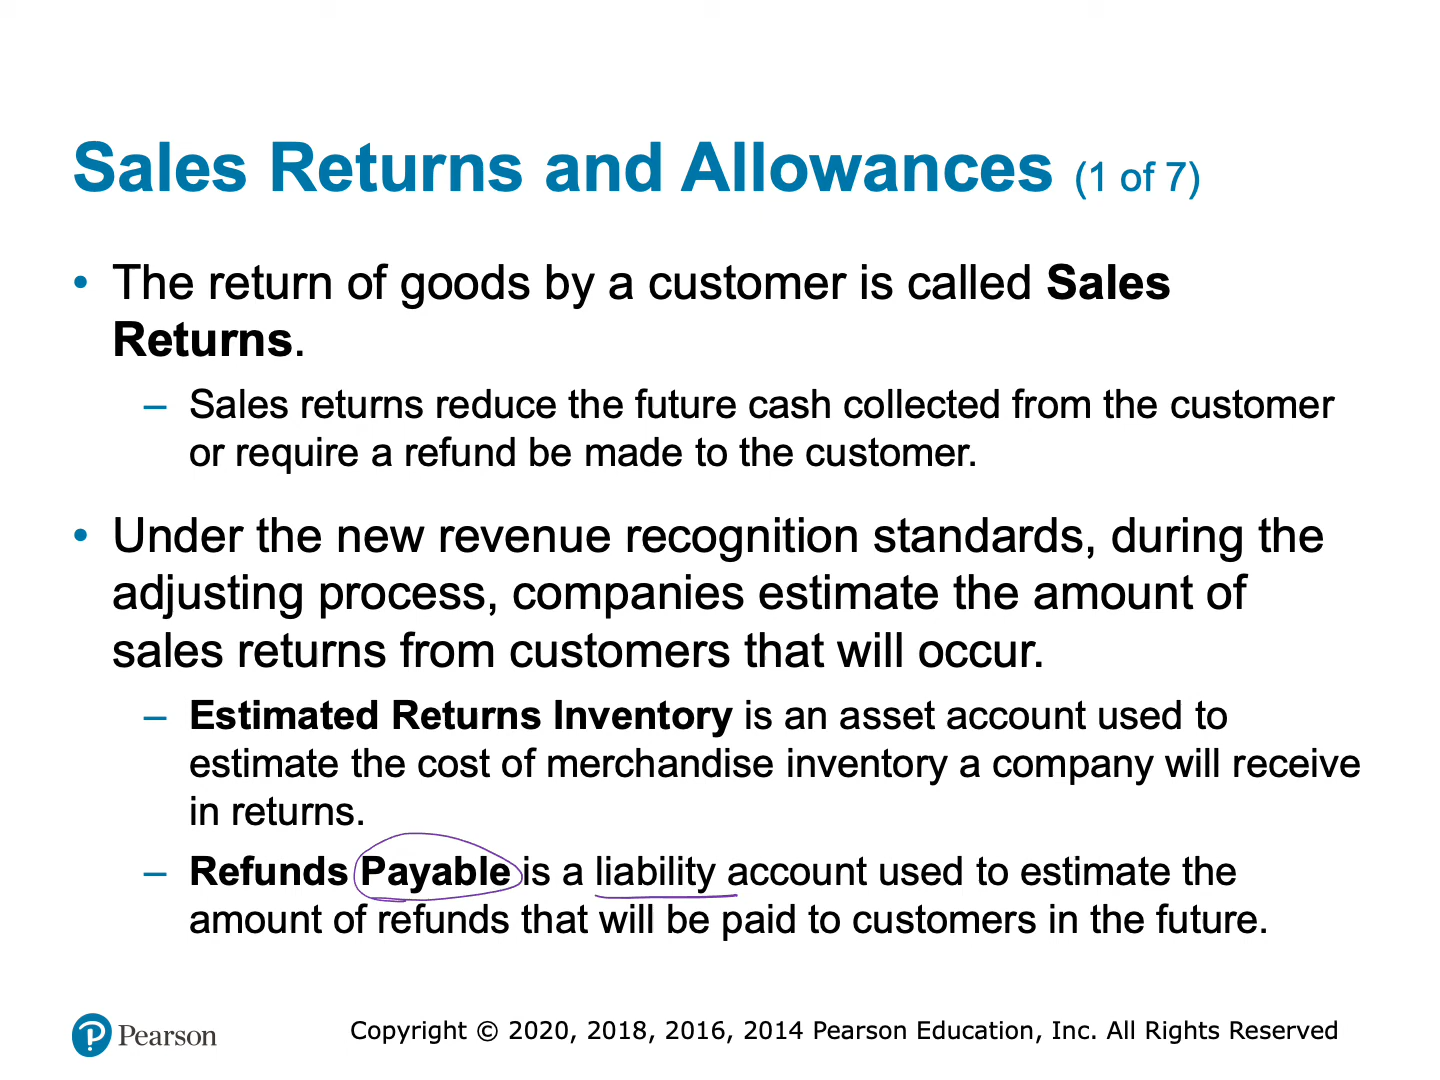 Sales Returns and Allowances (1 of 7)
• The return of goods by a customer is called Sales
Returns.
– Sales returns reduce the future cash collected from the customer
or require a refund be made to the customer.
• Under the new revenue recognition standards, during the
adjusting process, companies estimate the amount of
sales returns from customers that will occur.
– Estimated Returns Inventory is an asset account used to
estimate the cost of merchandise inventory a company will receive
in returns.
– Refunds Payable is a liability account used to estimate the
amount of refunds that will be paid to customers in the future.
P Pearson
Copyright © 2020, 2018, 2016, 2014 Pearson Education, Inc. All Rights Reserved